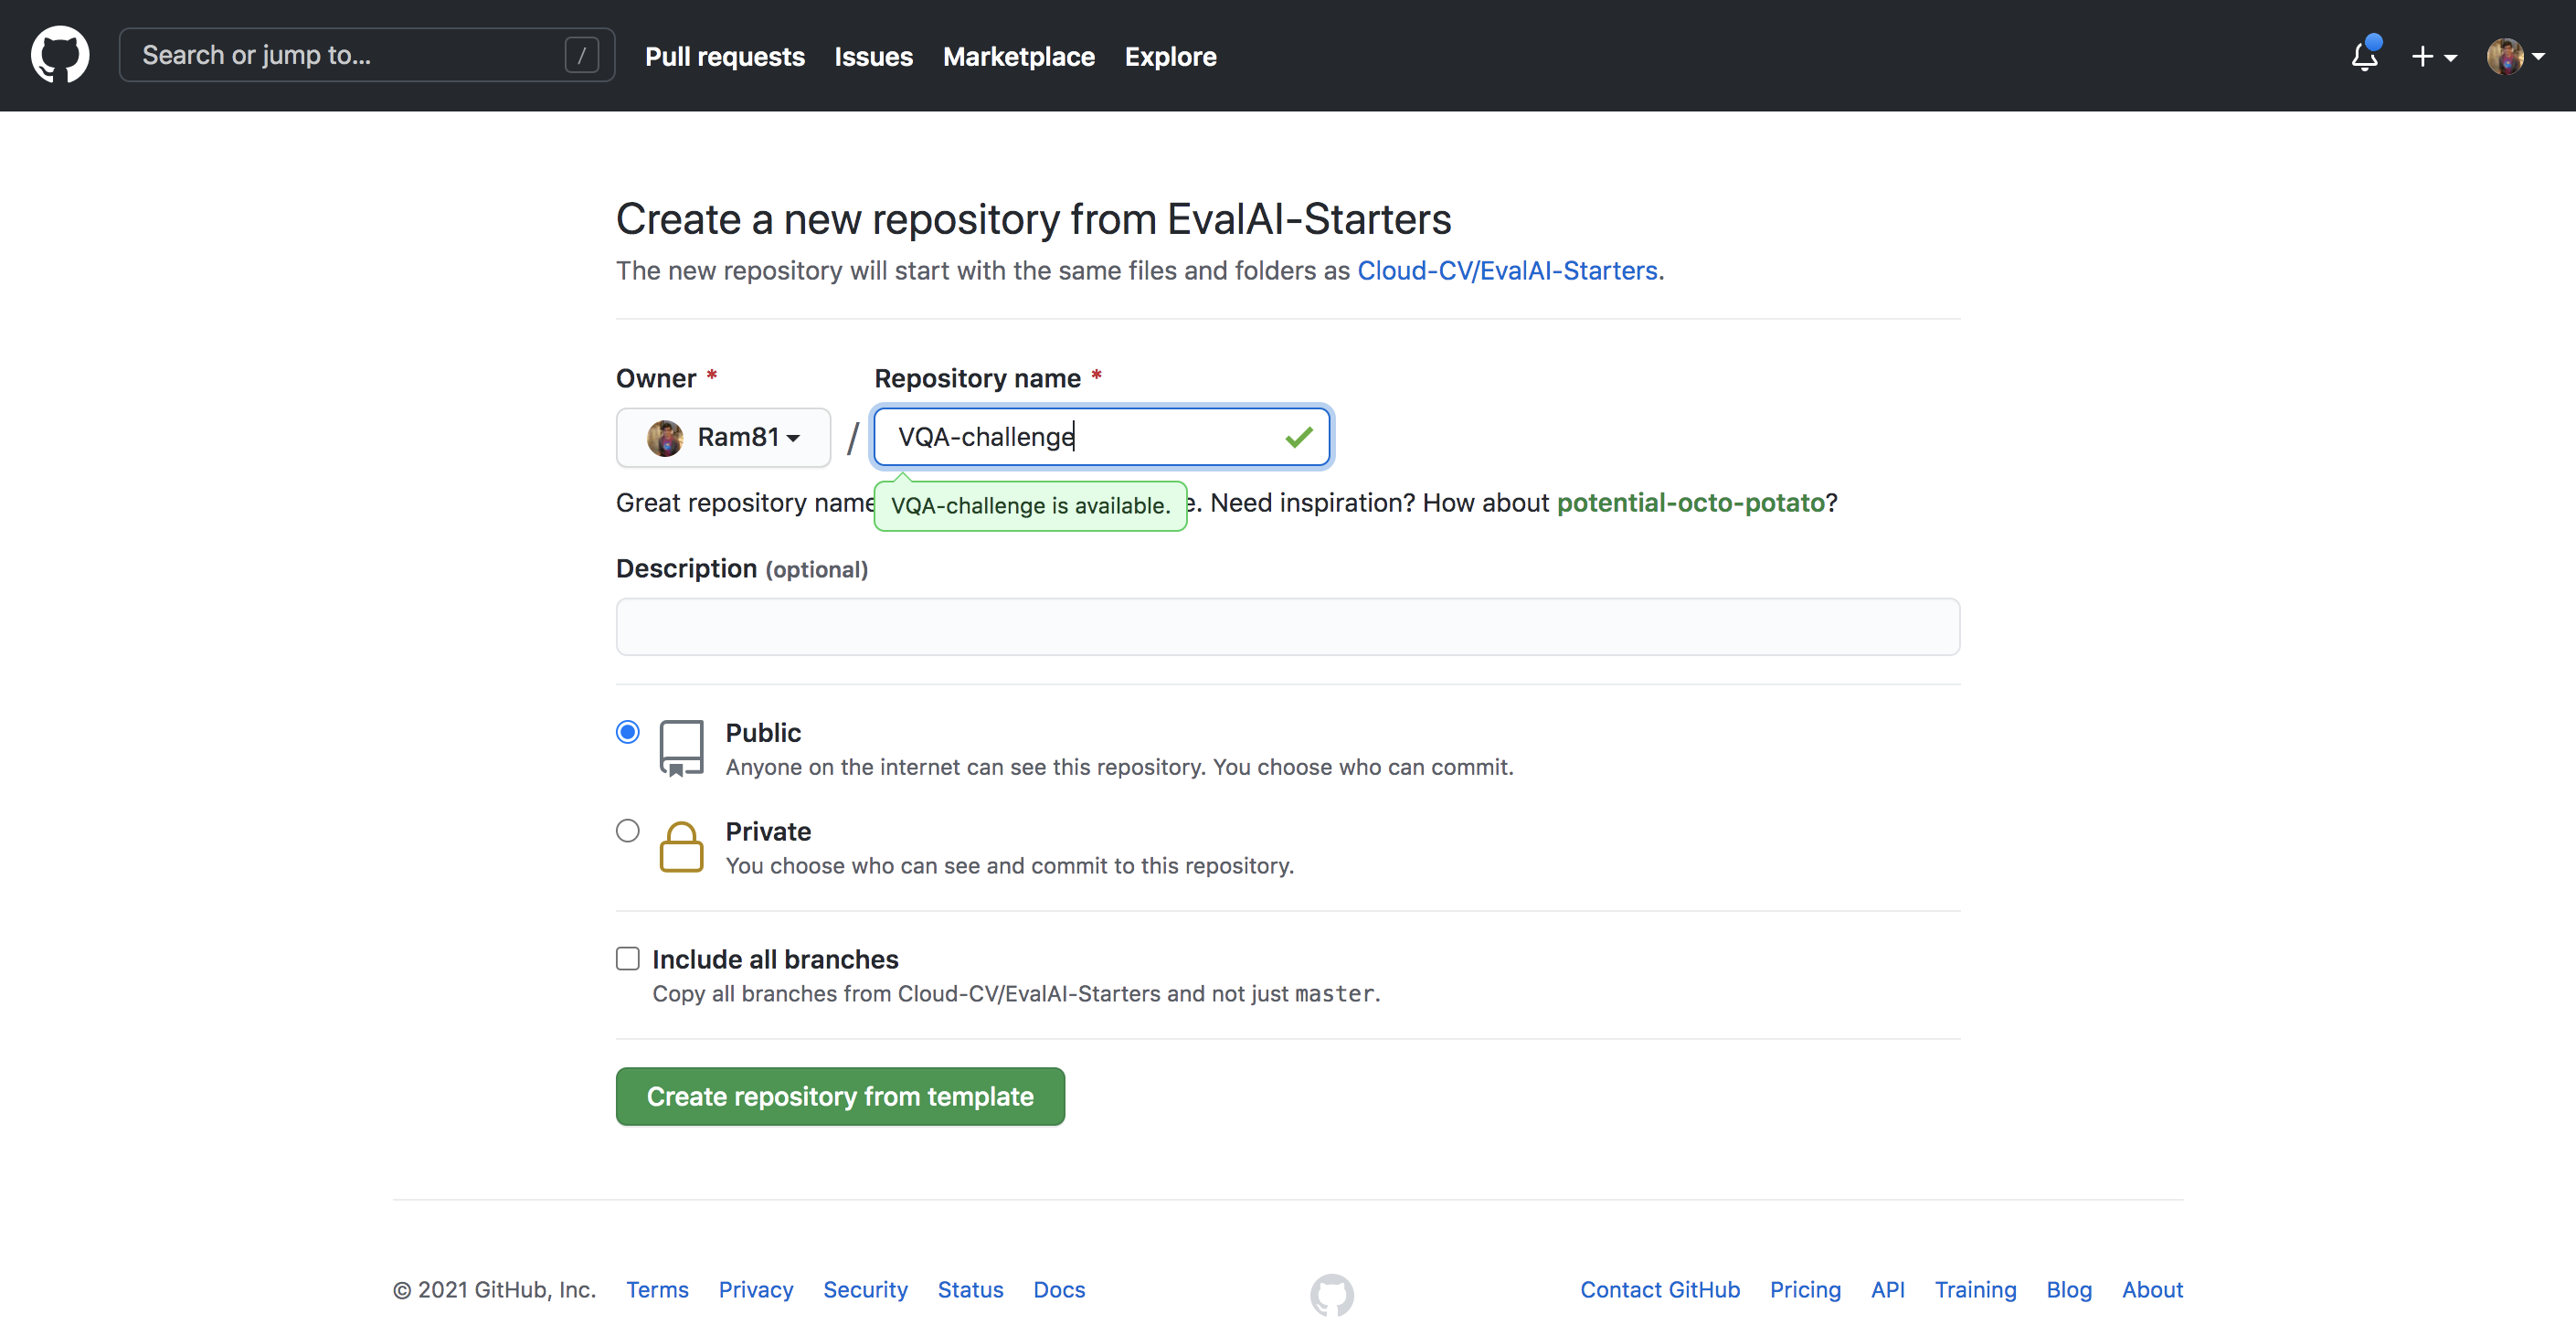 Search or jump to... / Pull requests Issues Marketplace Explore
Create a new repository from EvalAI-Starters
The new repository will start with the same files and folders as Cloud-CV/EvalAI-Starters.
Owner * Repository name *
Ram81 / VQA-challenge
Great repository name e. Need inspiration? How about potential-octo-potato?
VQA-challenge is available.
Description (optional)
Public
Anyone on the internet can see this repository. You choose who can commit.
Private
You choose who can see and commit to this repository.
Include all branches
Copy all branches from Cloud-CV/EvalAI-Starters and not just master.
Create repository from template
© 2021 GitHub, Inc. Terms Privacy Security Status Docs Contact GitHub Pricing API Training Blog About